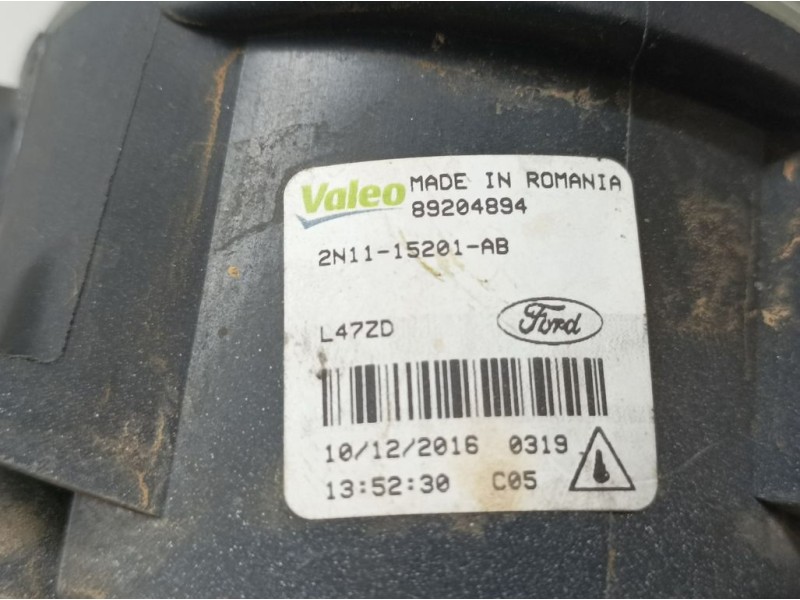 Valeo MADE IN ROMANIA
89204894
2N11-15201-AB
L47ZD Ford
10/12/2016 0319
13:52:30 C05